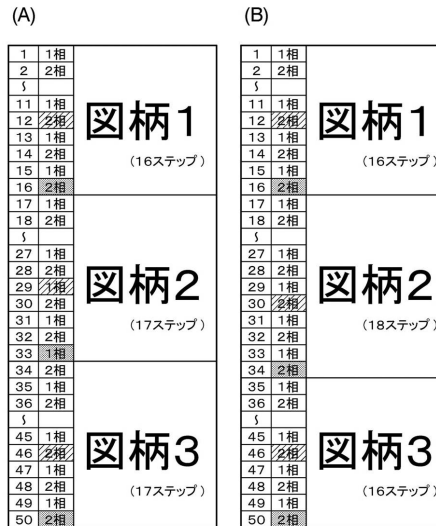 (A)
1 1相
2 2相
∫
11 1相
12 2相
13 1相
14 2相
15 1相
16 2相
図柄1
(16ステップ)
17 1相
18 2相
∫
27 1相
28 2相
29 1相
30 2相
31 1相
32 2相
33 1相
図柄2
(17ステップ)
34 2相
35 1相
36 2相
∫
45 1相
46 2相
47 1相
48 2相
49 1相
50 2相
図柄3
(17ステップ)
(B)
1 1相
2 2相
∫
11 1相
12 2相
13 1相
14 2相
15 1相
16 2相
図柄1
(16ステップ)
17 1相
18 2相
∫
27 1相
28 2相
29 1相
30 2相
31 1相
32 2相
33 1相
34 2相
図柄2
(18ステップ)
35 1相
36 2相
∫
45 1相
46 2相
47 1相
48 2相
49 1相
50 2相
図柄3
(16ステップ)